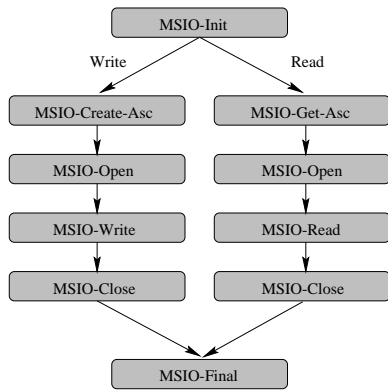 MSIO-Init
Write Read
MSIO-Create-Asc MSIO-Get-Asc
MSIO-Open MSIO-Open
MSIO-Write MSIO-Read
MSIO-Close MSIO-Close
MSIO-Final